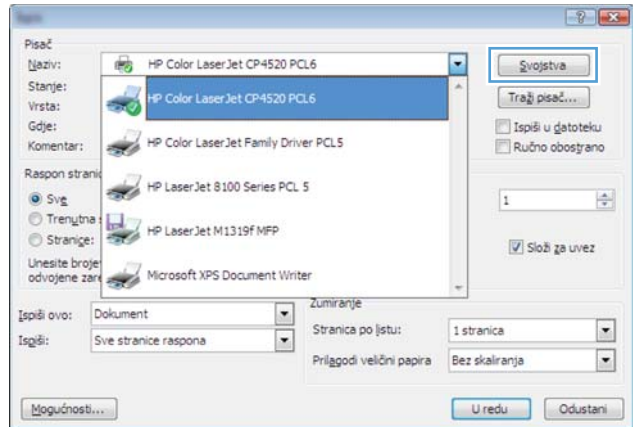 Pisač
Naziv: HP Color LaserJet CP4520 PCL6 Svojstva
Stanje: HP Color LaserJet CP4520 PCL6 Traži pisač...
Vrsta:
Gdje: Ispiši u datoteku
Komentar: HP Color LaserJet Family Driver PCL5 Ručno obostrano
Raspon stranic
HP LaserJet 8100 Series PCL 5
Sve 1
Trenutna s HP LaserJet M1319f MFP
Stranice: Složi za uvez
Unesite brojev
odvojene zare Microsoft XPS Document Writer
Zumiranje
Ispiši ovo: Dokument Stranica po listu: 1 stranica
Ispiši: Sve stranice raspona Prilagodi veličini papira Bez skaliranja
Mogućnosti... U redu Odustani